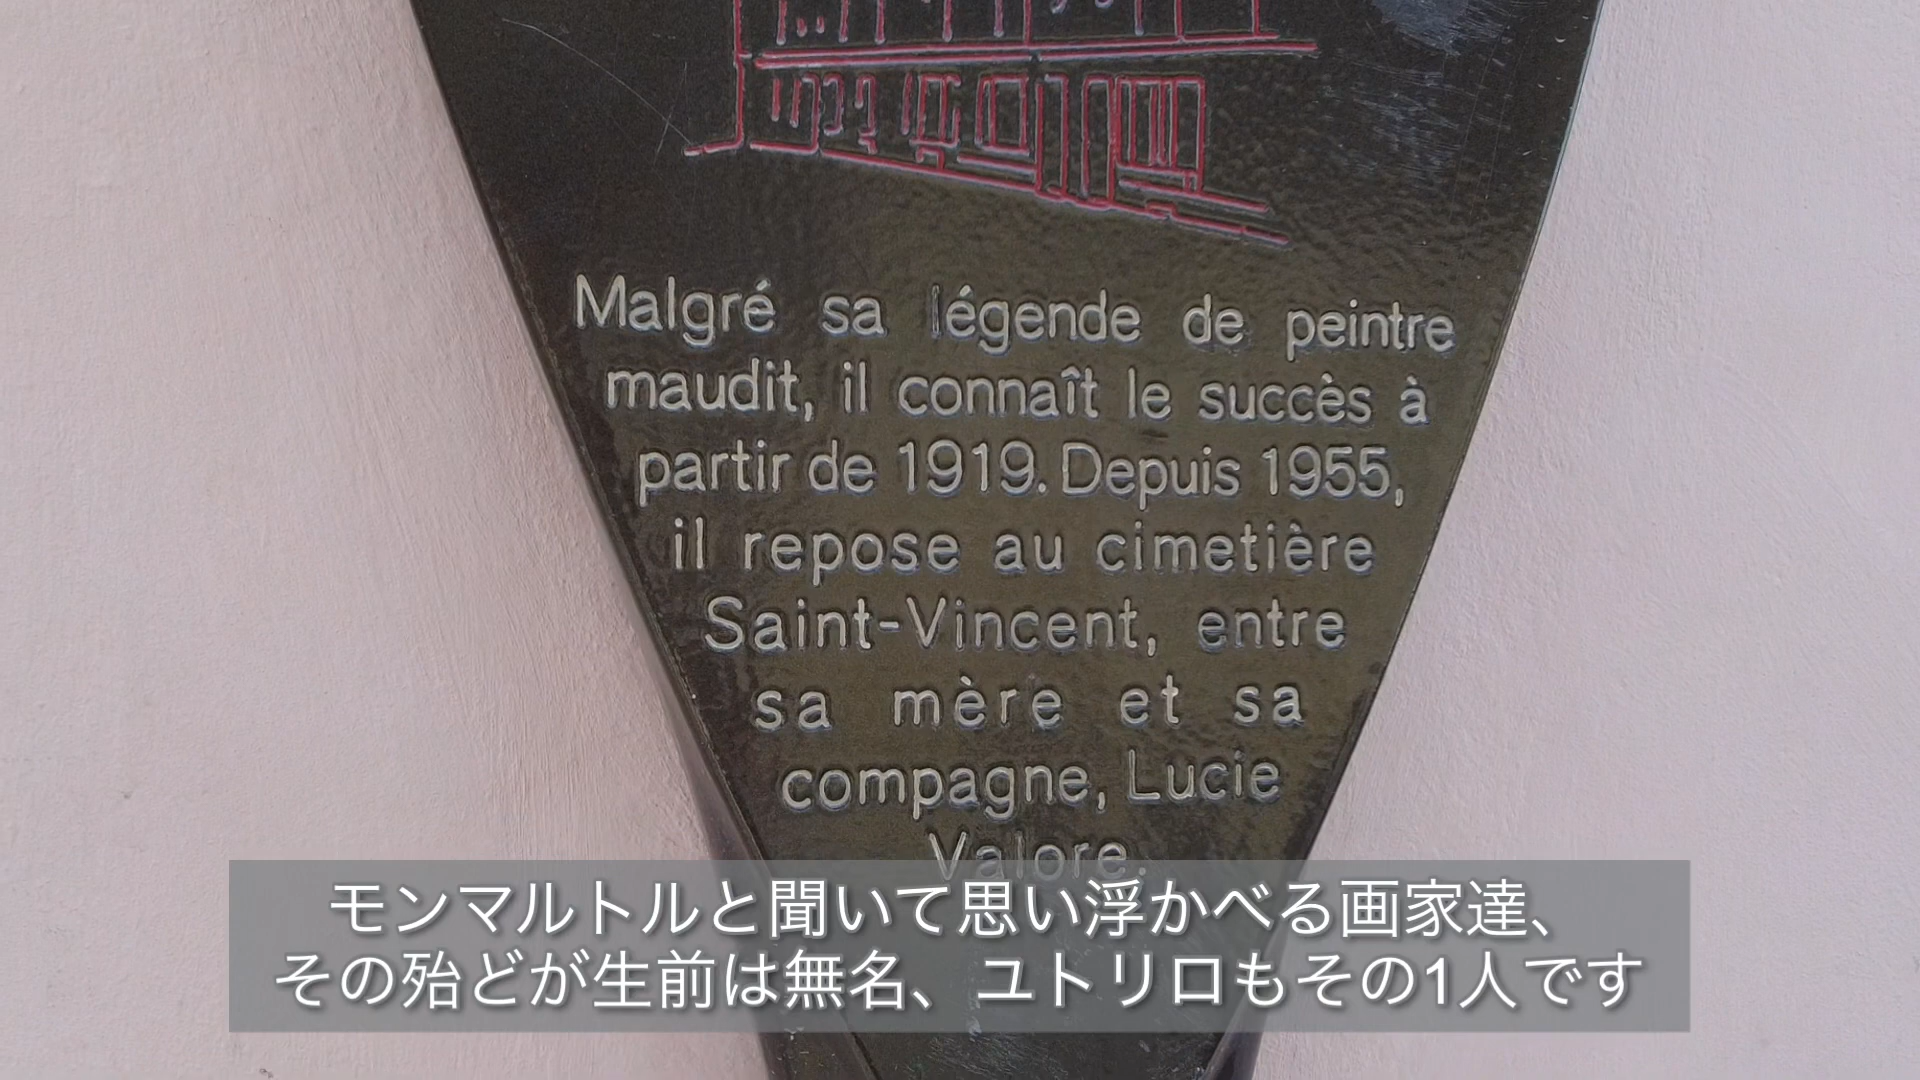 Malgré sa légende de peintre
maudit, il connaît le succès à
partir de 1919. Depuis 1955,
il repose au cimetière
Saint-Vincent, entre
sa mère et sa
compagne, Lucie
Valore.
モンマルトルと聞いて思い浮かべる画家達、
その殆どが生前は無名、ユトリロもその1人です